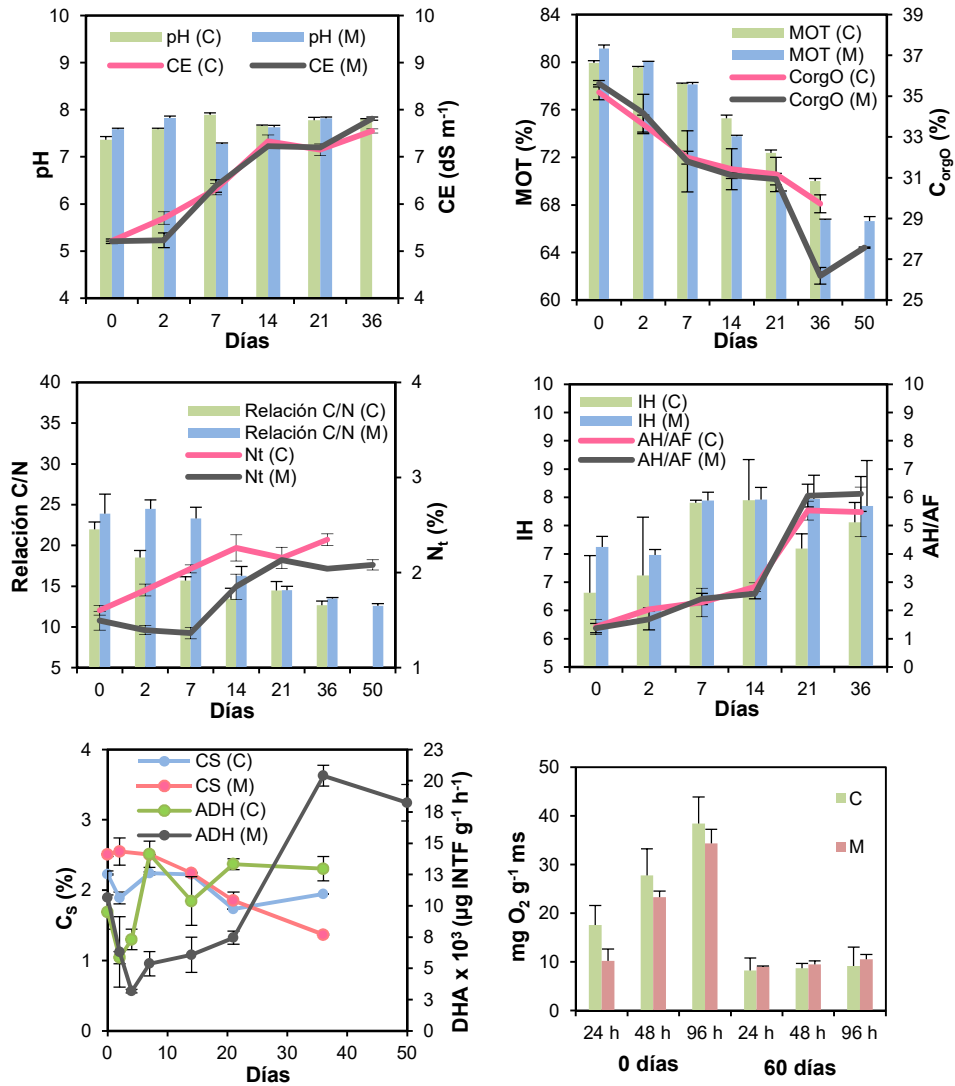 10
9
8
7
6
5
4
pH
pH (C)
pH (M)
CE (C)
CE (M)
10
9
8
7
6
5
4
CE (dS m-1)
0 2 7 14 21 36
Días
84
80
76
72
68
64
60
MOT (%)
MOT (C)
MOT (M)
CorgO (C)
CorgO (M)
39
37
35
33
31
29
27
25
CorgO (%)
0 2 7 14 21 36 50
Días
40
35
30
25
20
15
10
5
Relación C/N
Relación C/N (C)
Relación C/N (M)
Nt (C)
Nt (M)
4
3
2
1
Nt (%)
0 2 7 14 21 36 50
Días
10
9
9
8
8
7
7
6
6
5
IH
IH (C)
IH (M)
AH/AF (C)
AH/AF (M)
10
9
8
7
6
5
4
3
2
1
0
AH/AF
0 2 7 14 21 36
Días
4
3
2
1
0
CS (%)
CS (C)
CS (M)
ADH (C)
ADH (M)
23
20
18
15
13
10
8
5
3
0
DHA x 10³ (µg INTF g-1 h-1)
0 10 20 30 40 50
Días
50
40
30
20
10
0
mg O2 g-1 ms
C
M
24 h 48 h 96 h 24 h 48 h 96 h
0 días 60 días